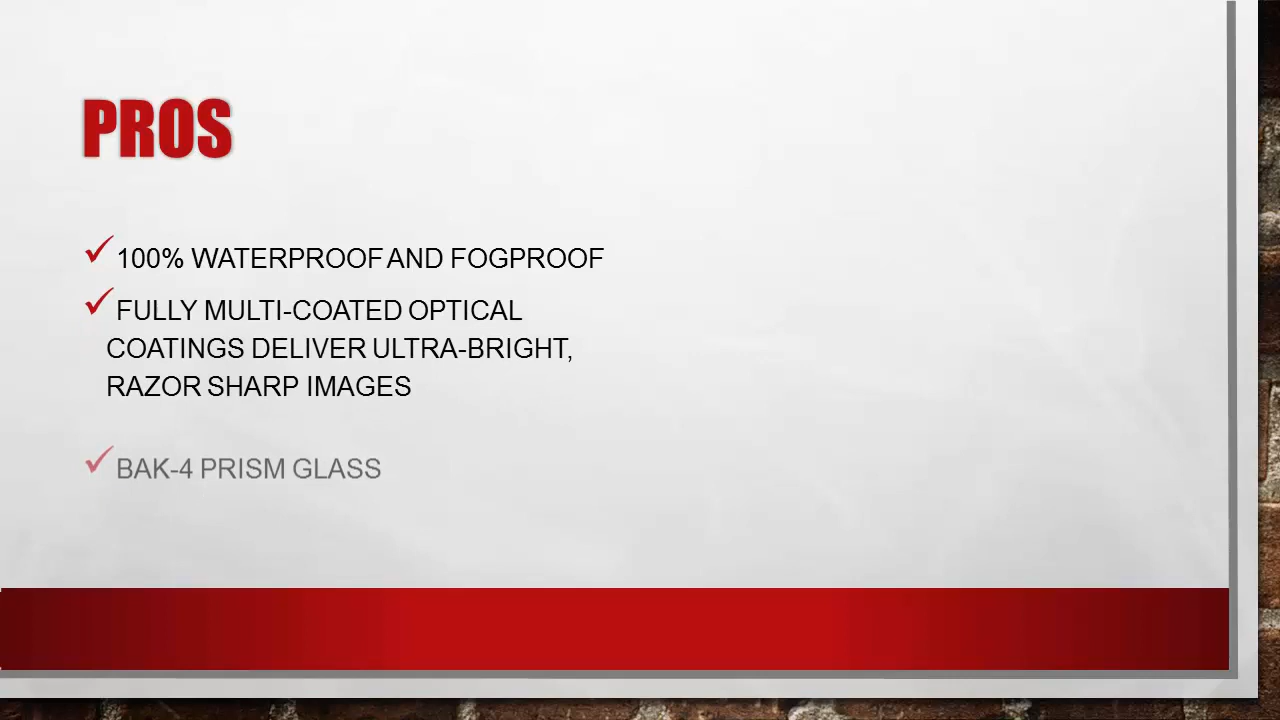 PROS
100% WATERPROOF AND FOGPROOF
FULLY MULTI-COATED OPTICAL
COATINGS DELIVER ULTRA-BRIGHT,
RAZOR SHARP IMAGES
BAK-4 PRISM GLASS